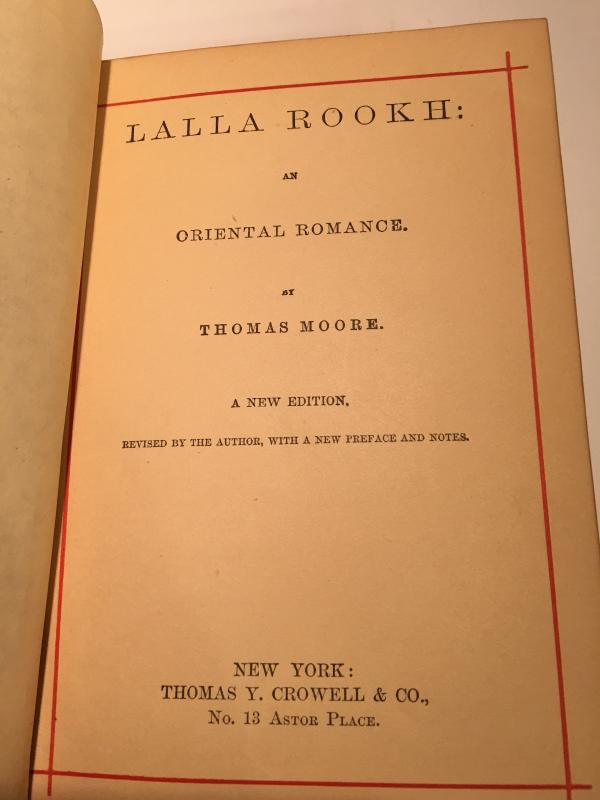 LALLA ROOKH:
AN
ORIENTAL ROMANCE.
BY
THOMAS MOORE.
A NEW EDITION,
REVISED BY THE AUTHOR, WITH A NEW PREFACE AND NOTES.
NEW YORK:
THOMAS Y. CROWELL & CO.,
No. 13 ASTOR PLACE.